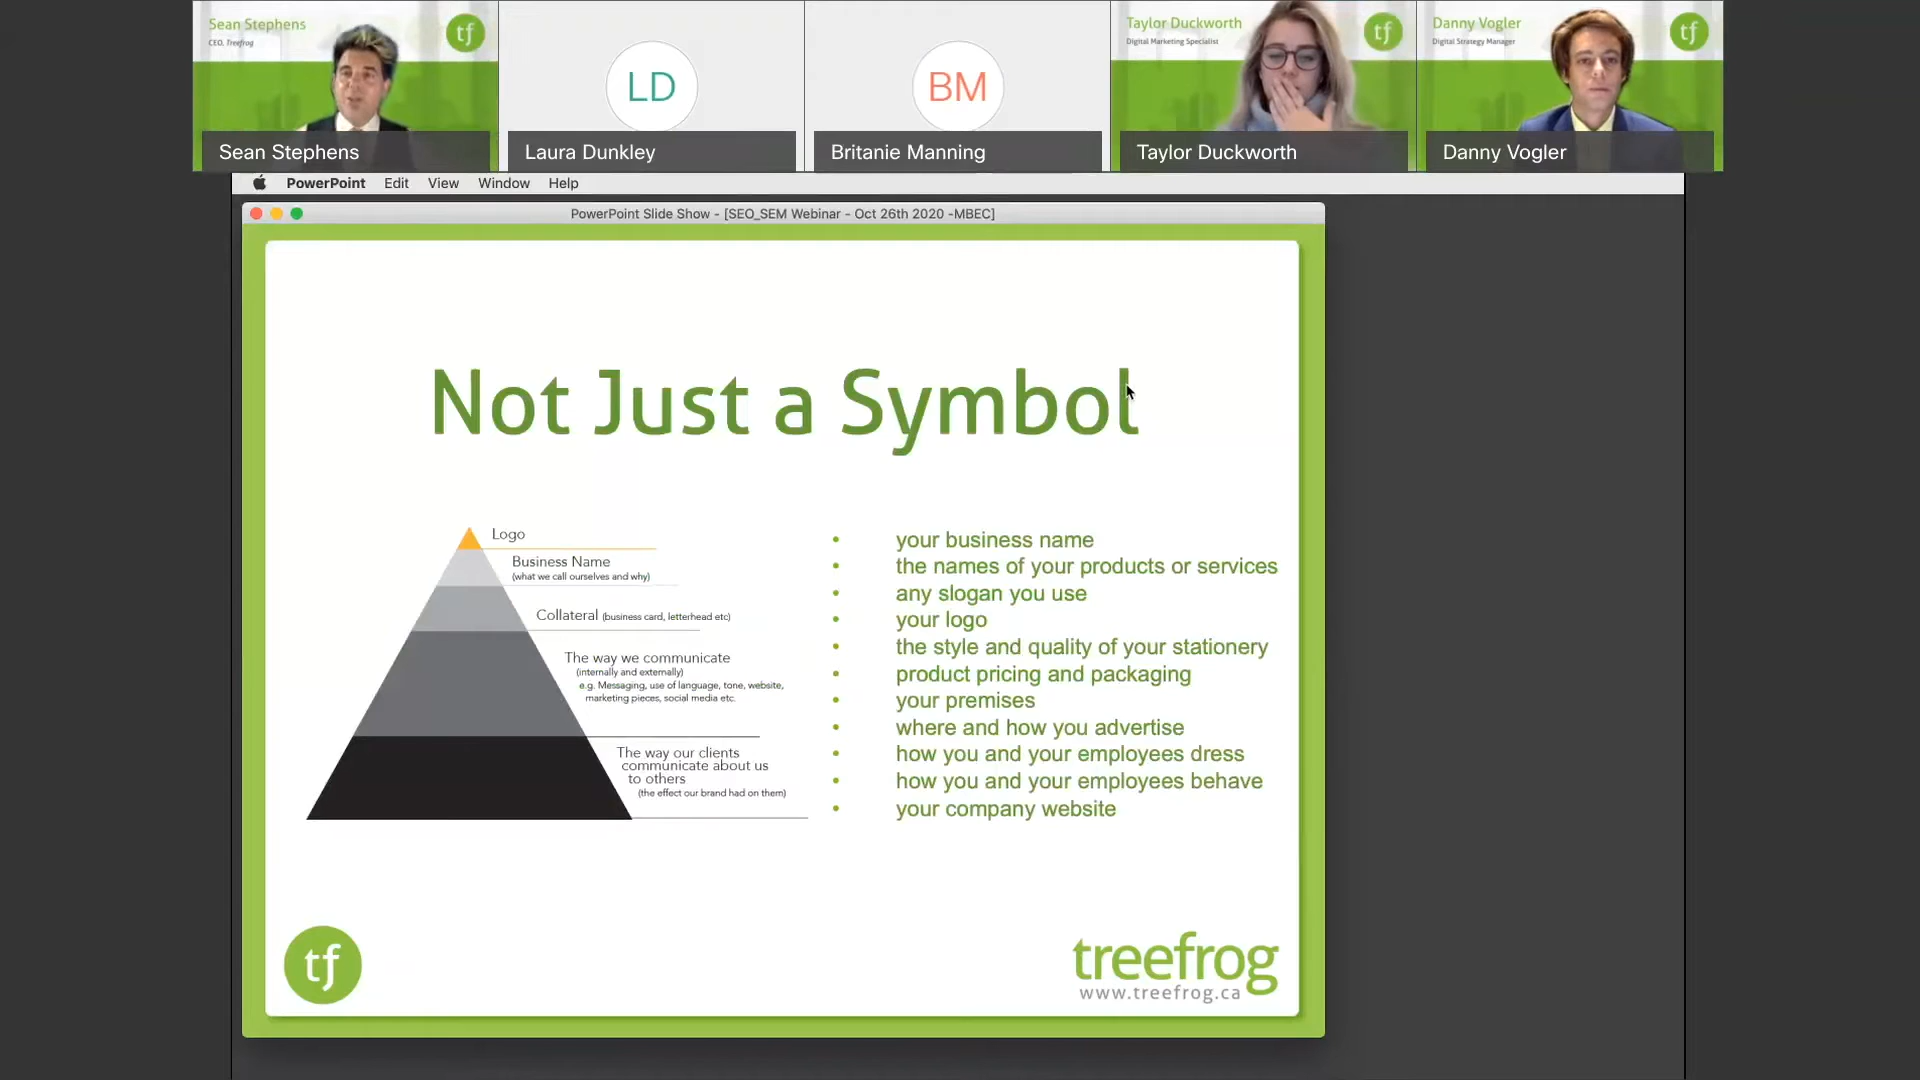 Sean Stephens
CEO, Treefrog
tf
LD
BM
Taylor Duckworth
Digital Marketing Specialist
tf
Danny Vogler
Digital Strategy Manager
tf
Sean Stephens
Laura Dunkley
Britanie Manning
Taylor Duckworth
Danny Vogler
PowerPoint Edit View Window Help
PowerPoint Slide Show - [SEO_SEM Webinar - Oct 26th 2020 -MBEC]
Not Just a Symbol
Logo
Business Name
(what we call ourselves and why)
Collateral (business card, letterhead etc)
The way we communicate
(internally and externally)
e.g. Messaging, use of language, tone, website,
marketing pieces, social media etc.
The way our clients
communicate about us
to others
(the effect our brand had on them)
• your business name
• the names of your products or services
• any slogan you use
• your logo
• the style and quality of your stationery
• product pricing and packaging
• your premises
• where and how you advertise
• how you and your employees dress
• how you and your employees behave
• your company website
tf
treefrog
www.treefrog.ca